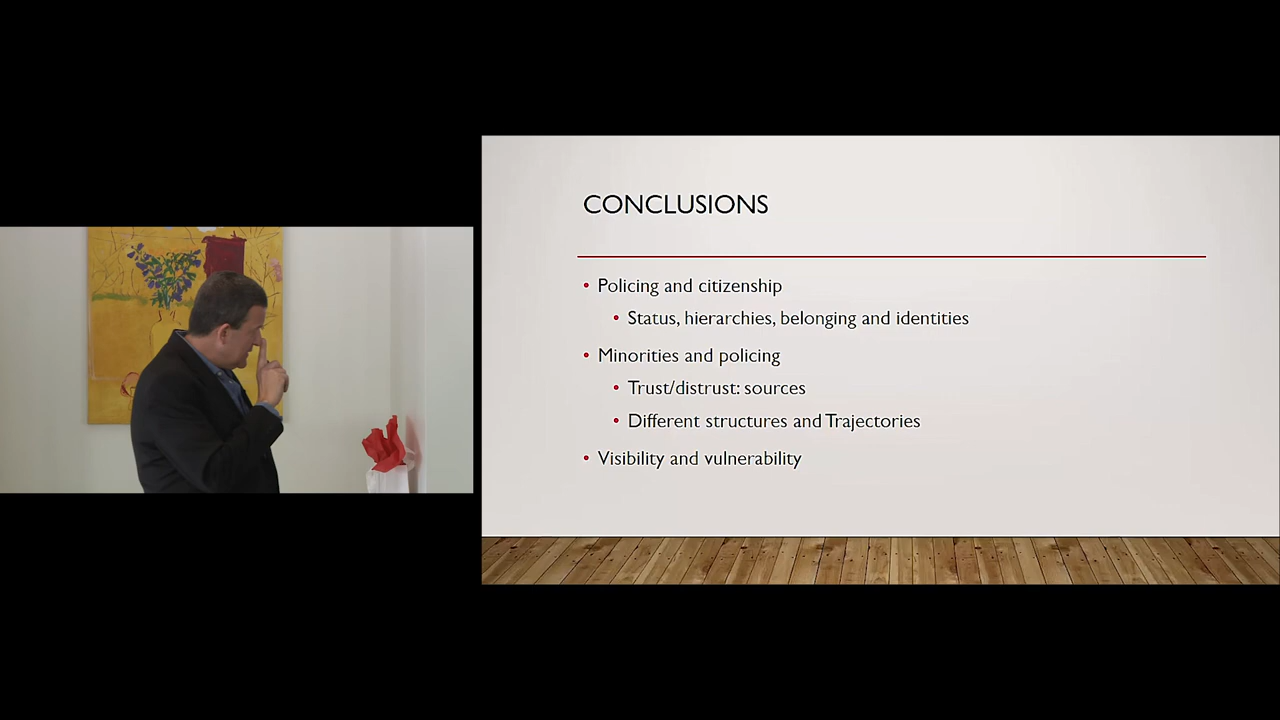 CONCLUSIONS
• Policing and citizenship
• Status, hierarchies, belonging and identities
• Minorities and policing
• Trust/distrust: sources
• Different structures and Trajectories
• Visibility and vulnerability